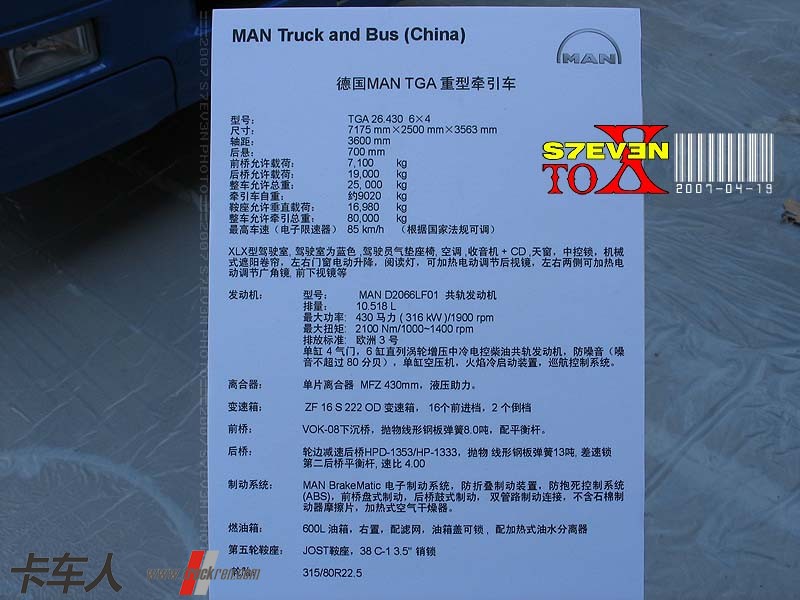 MAN Truck and Bus (China)
MAN
德国MAN TGA 重型牵引车
型号: TGA 26.430 6×4
尺寸: 7175 mm×2500 mm×3563 mm
轴距: 3600 mm
后悬: 700 mm
前桥允许载荷: 7,100 kg
后桥允许载荷: 19,000 kg
整车允许总重: 25,000 kg
牵引车自重: 约9020 kg
鞍座允许垂直载荷: 16,980 kg
整车允许牵引总重: 80,000 kg
最高车速（电子限速器） 85 km/h （根据国家法规可调）
XLX型驾驶室, 驾驶室为蓝色 ,驾驶员气垫座椅, 空调 ,收音机 + CD ,天窗，中控锁，机械
式遮阳卷帘，左右门窗电动升降，阅读灯，可加热电动调节后视镜，左右两侧可加热电
动调节广角镜, 前下视镜等
发动机: 型号: MAN D2066LF01 共轨发动机
排量: 10.518 L
最大功率: 430 马力 ( 316 kW )/1900 rpm
最大扭矩: 2100 Nm/1000~1400 rpm
排放标准: 欧洲 3 号
单缸 4 气门，6 缸直列涡轮增压中冷电控柴油共轨发动机，防噪音（噪
音不超过 80 分贝），单缸空压机，火焰冷启动装置，巡航控制系统。
离合器: 单片离合器 MFZ 430mm，液压助力。
变速箱: ZF 16 S 222 OD 变速箱， 16个前进档，2 个倒档
前桥: VOK-08下沉桥，抛物线形钢板弹簧8.0吨，配平衡杆。
后桥: 轮边减速后桥HPD-1353/HP-1333，抛物 线形钢板弹簧13吨, 差速锁
第二后桥平衡杆, 速比 4.00
制动系统: MAN BrakeMatic 电子制动系统，防折叠制动装置，防抱死控制系统
(ABS)，前桥盘式制动，后桥鼓式制动， 双管路制动连接，不含石棉制
动器摩擦片，加热式空气干燥器。
燃油箱: 600L 油箱，右置，配滤网，油箱盖可锁 , 配加热式油水分离器
第五轮鞍座: JOST鞍座，38 C-1 3.5" 销锁
轮胎: 315/80R22.5
S7EVEN
TO X
2007-04-19
卡车人